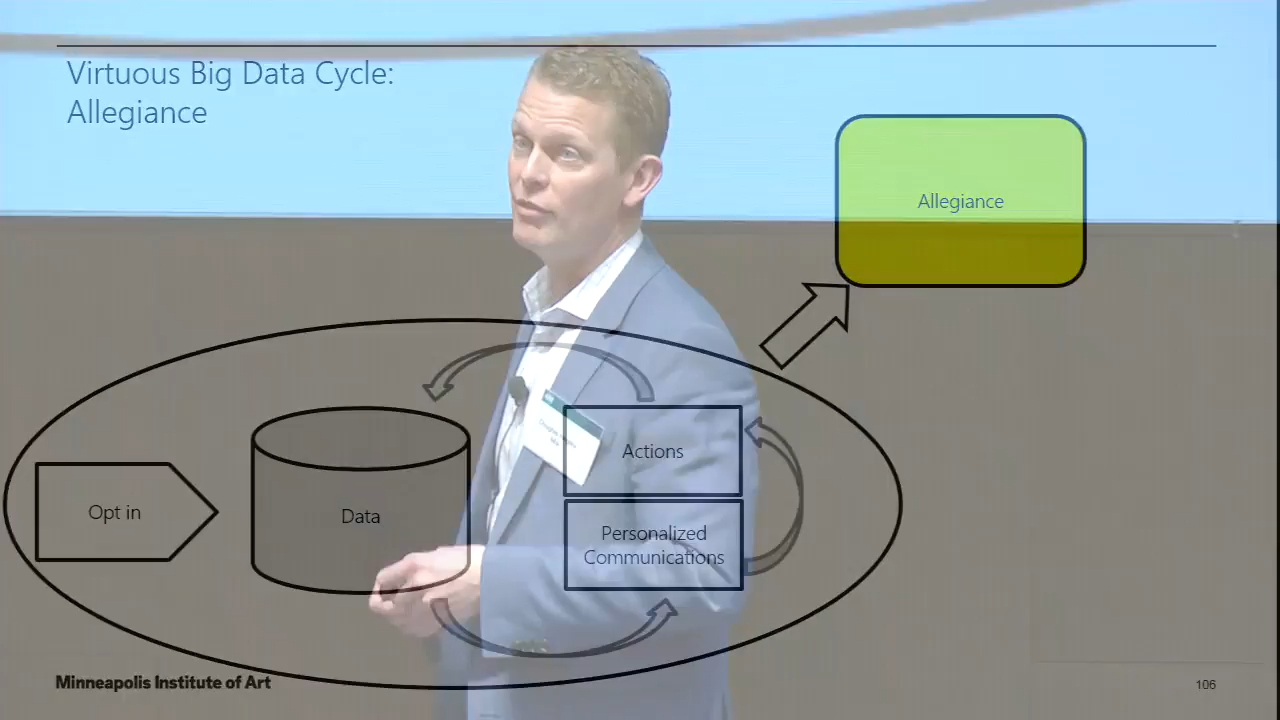 Virtuous Big Data Cycle:
Allegiance
Allegiance
Actions
Opt in
Data
Personalized
Communications
Minneapolis Institute of Art
106